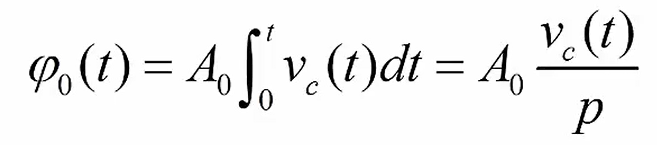 φ₀(t) = A₀∫₀ᵗ v_c(t)dt = A₀ v_c(t)/p